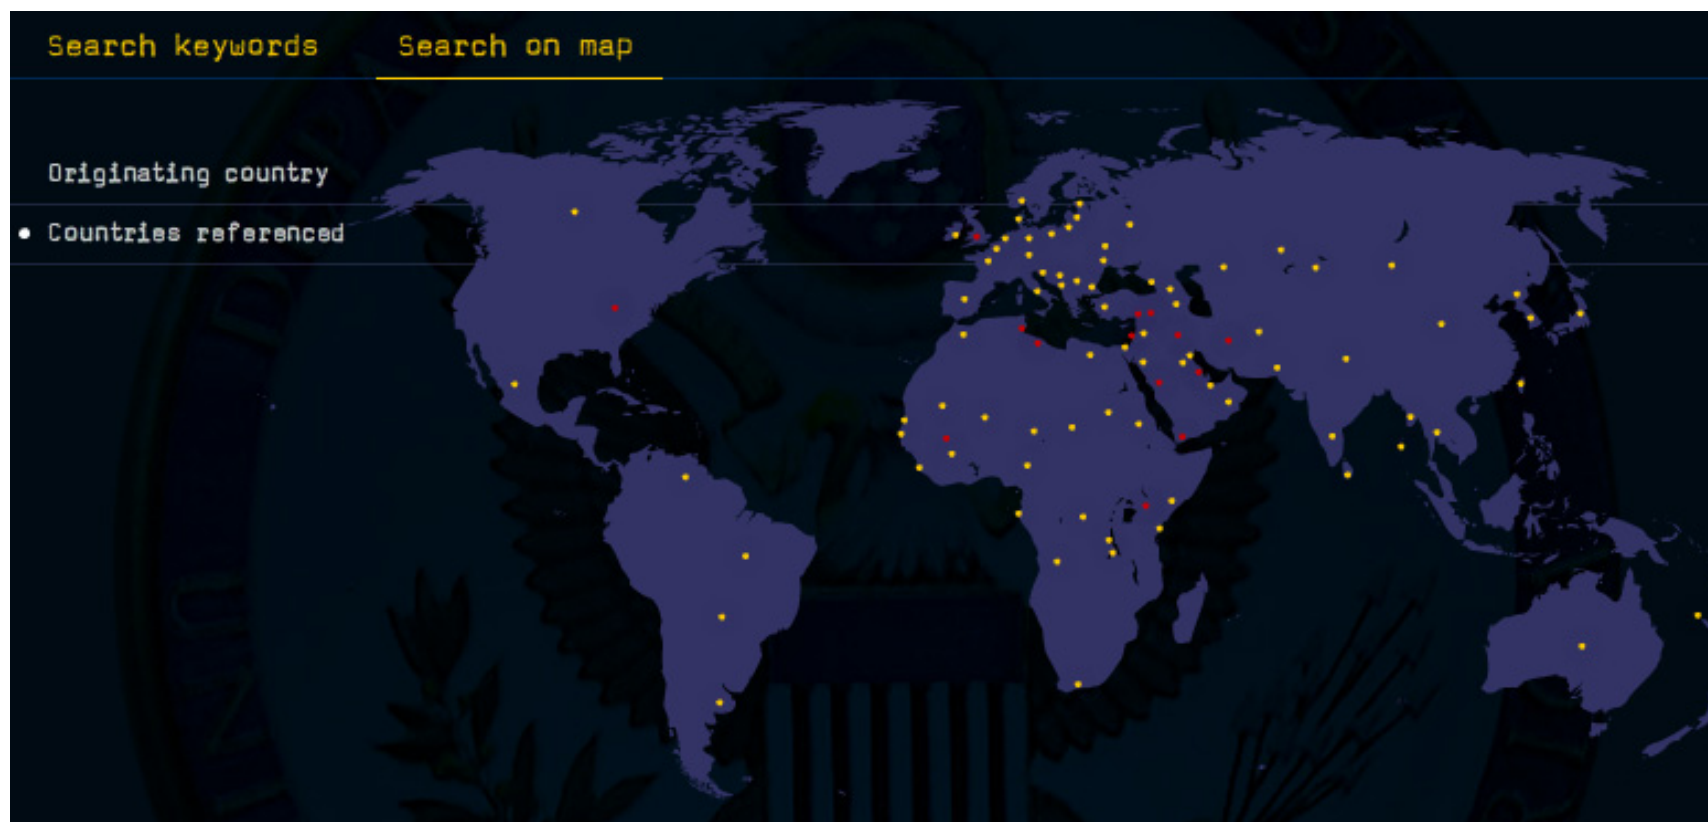 Search keywords
Search on map
Originating country
Countries referenced